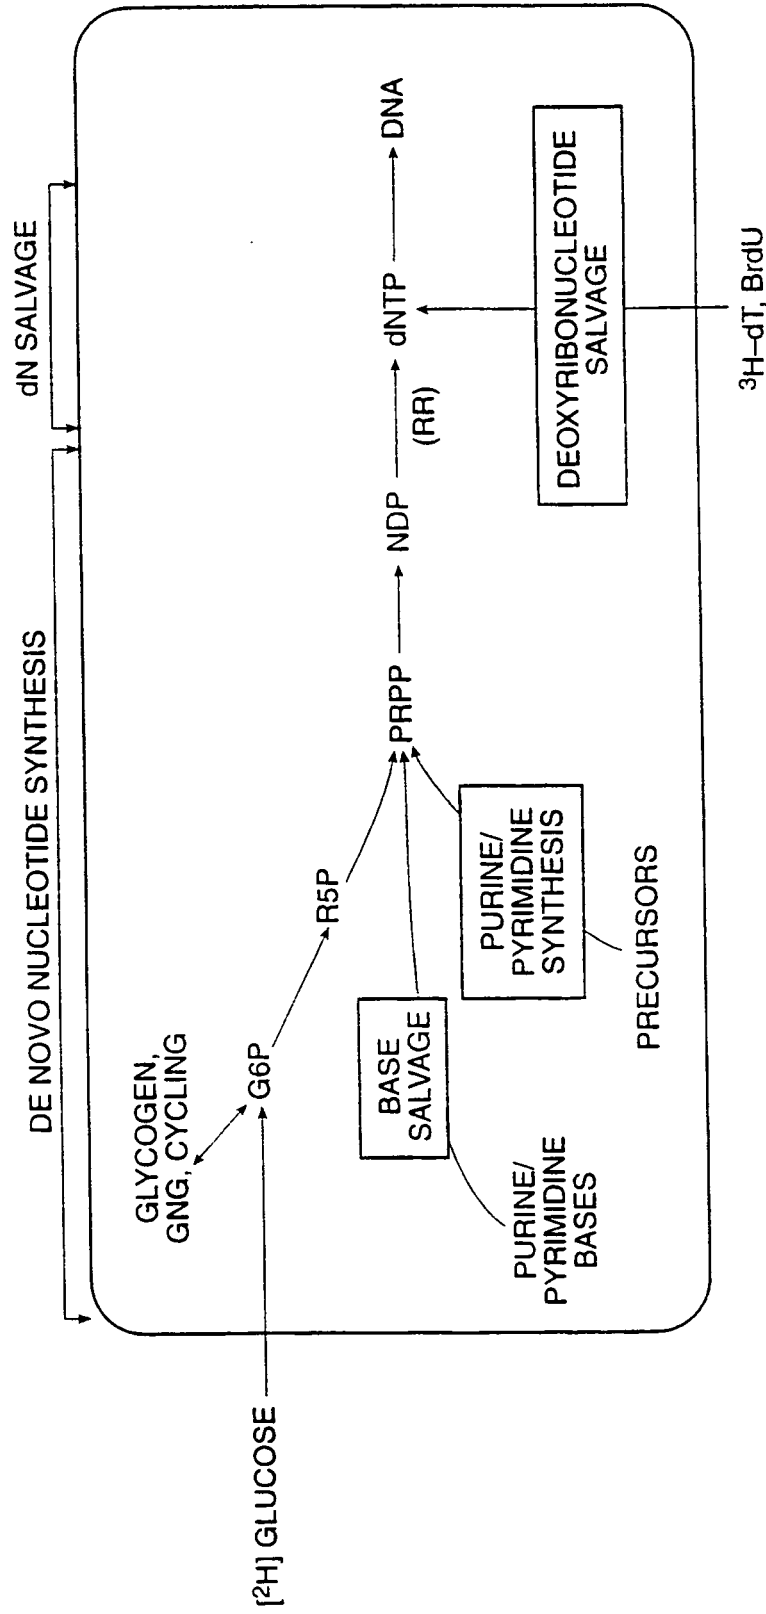 DE NOVO NUCLEOTIDE SYNTHESIS
dN SALVAGE
GLYCOGEN,
GNG, CYCLING
[²H] GLUCOSE
G6P
R5P
PRPP
NDP
(RR)
dNTP
DNA
BASE
SALVAGE
PURINE/
PYRIMIDINE
BASES
PURINE/
PYRIMIDINE
SYNTHESIS
PRECURSORS
DEOXYRIBONUCLEOTIDE
SALVAGE
³H–dT, BrdU